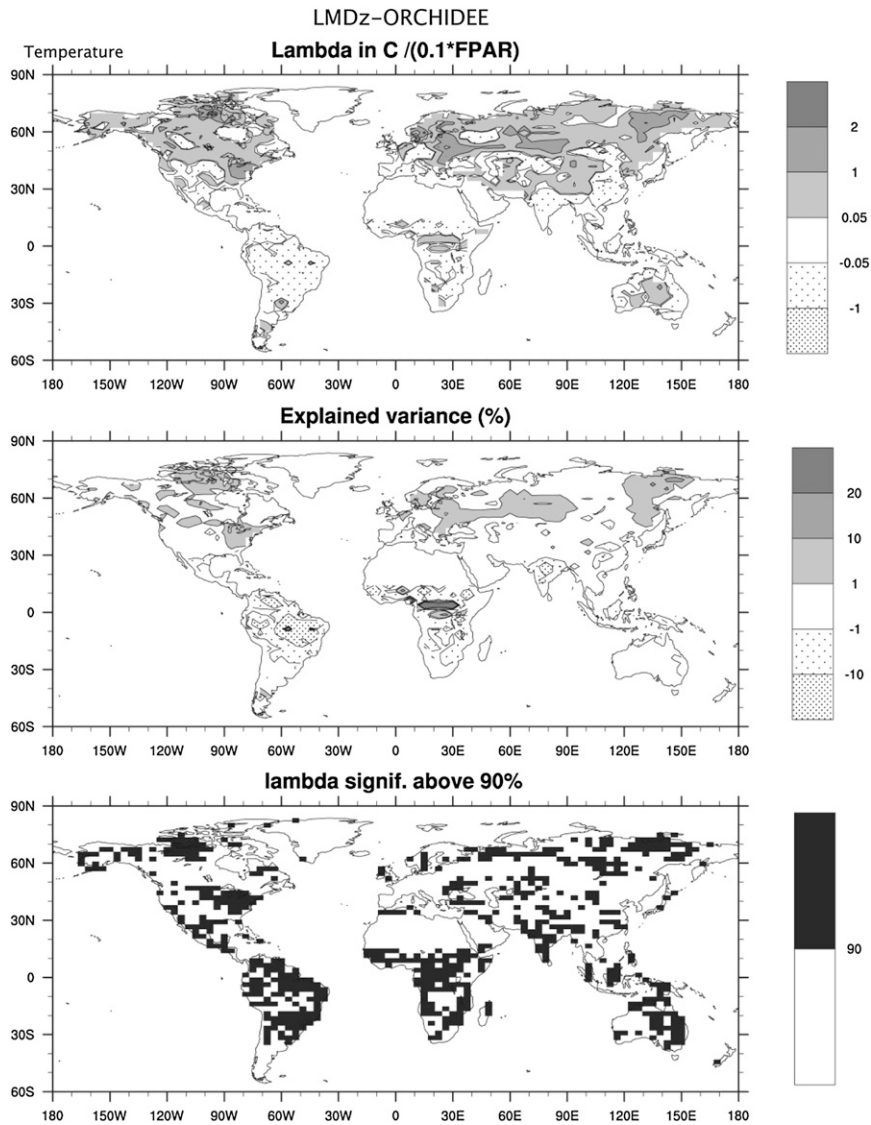 LMDz-ORCHIDEE
Temperature
Lambda in C /(0.1*FPAR)
90N
60N
30N
0
30S
60S
180 150W 120W 90W 60W 30W 0 30E 60E 90E 120E 150E 180
2
1
0.05
-0.05
-1
Explained variance (%)
90N
60N
30N
0
30S
60S
180 150W 120W 90W 60W 30W 0 30E 60E 90E 120E 150E 180
20
10
1
-1
-10
lambda signif. above 90%
90N
60N
30N
0
30S
60S
180 150W 120W 90W 60W 30W 0 30E 60E 90E 120E 150E 180
90